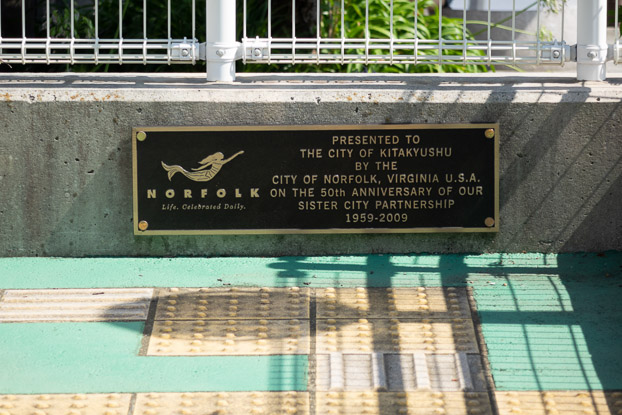 NORFOLK
Life. Celebrated Daily.
PRESENTED TO
THE CITY OF KITAKYUSHU
BY THE
CITY OF NORFOLK, VIRGINIA U.S.A.
ON THE 50th ANNIVERSARY OF OUR
SISTER CITY PARTNERSHIP
1959-2009